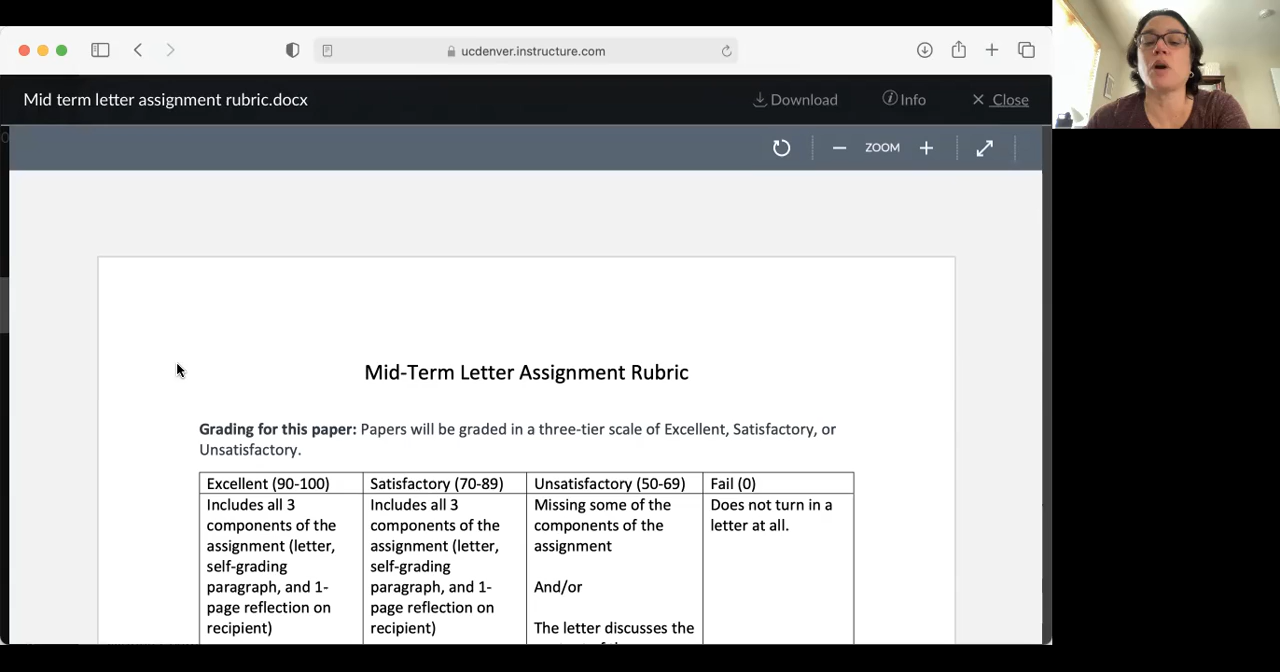 ucdenver.instructure.com
Mid term letter assignment rubric.docx
Download
Info
Close
ZOOM
Mid-Term Letter Assignment Rubric
Grading for this paper: Papers will be graded in a three-tier scale of Excellent, Satisfactory, or
Unsatisfactory.
Excellent (90-100)
Includes all 3
components of the
assignment (letter,
self-grading
paragraph, and 1-
page reflection on
recipient)
Satisfactory (70-89)
Includes all 3
components of the
assignment (letter,
self-grading
paragraph, and 1-
page reflection on
recipient)
Unsatisfactory (50-69)
Missing some of the
components of the
assignment
And/or
The letter discusses the
Fail (0)
Does not turn in a
letter at all.